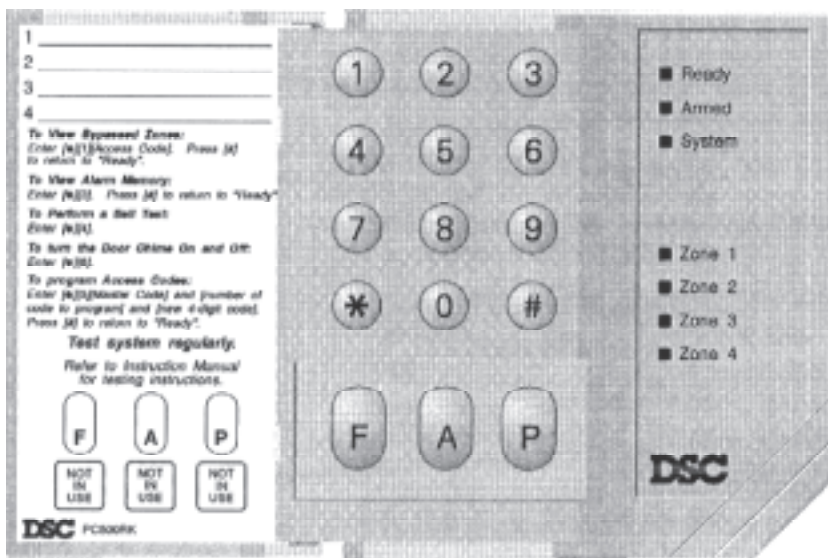 1
2
3
4
To View Bypassed Zones:
Enter [*][1][Access Code]. Press [#]
to return to "Ready".
To View Alarm Memory:
Enter [*][3]. Press [#] to return to "Ready"
To Perform a Bell Test:
Enter [*][4].
To turn the Door Chime On and Off:
Enter [*][6].
To program Access Codes:
Enter [*][5][Master Code] and [number of
code to program] and [new 4-digit code].
Press [#] to return to "Ready".
Test system regularly.
Refer to Instruction Manual
for testing instructions.
F A P
NOT IN USE NOT IN USE NOT IN USE
DSC PC500RK
1 2 3
4 5 6
7 8 9
* 0 #
F A P
Ready
Armed
System
Zone 1
Zone 2
Zone 3
Zone 4
DSC